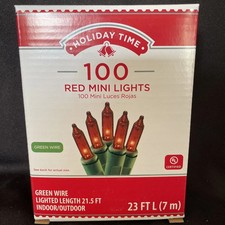 HOLIDAY TIME
100
RED MINI LIGHTS
100 Mini Luces Rojas
GREEN WIRE
UL
GREEN WIRE
LIGHTED LENGTH 21.5 FT
INDOOR/OUTDOOR
23 FT L (7 m)